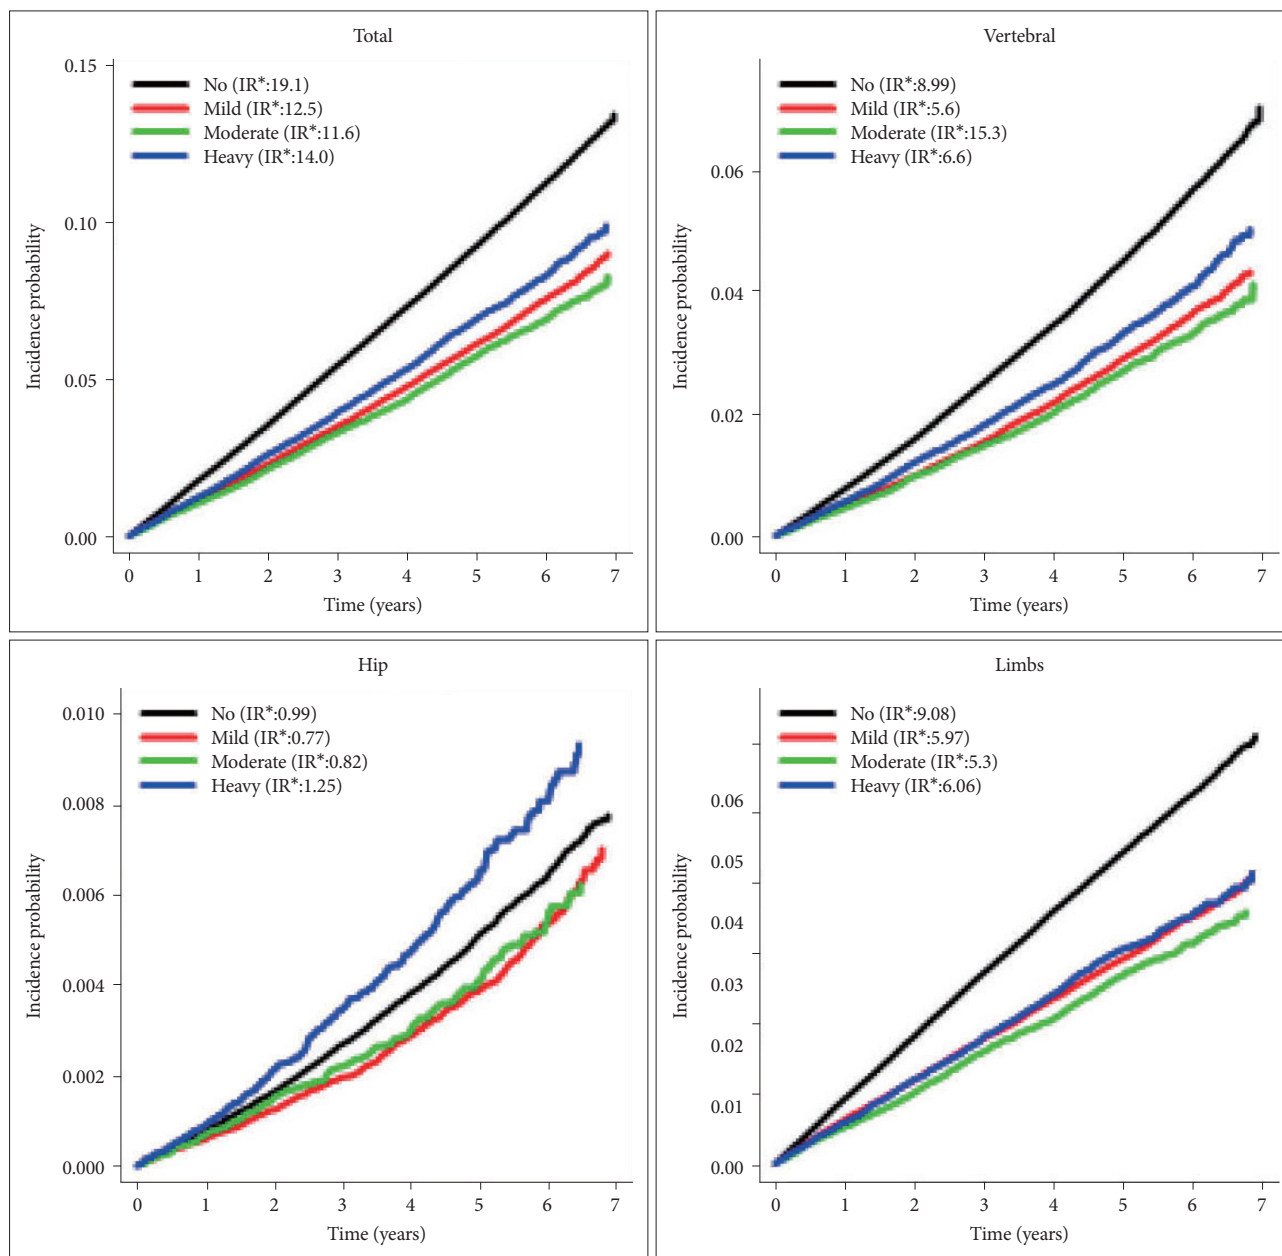 Total
Incidence probability
0.15
0.10
0.05
0.00
No (IR*:19.1)
Mild (IR*:12.5)
Moderate (IR*:11.6)
Heavy (IR*:14.0)
0 1 2 3 4 5 6 7
Time (years)
Vertebral
Incidence probability
0.06
0.04
0.02
0.00
No (IR*:8.99)
Mild (IR*:5.6)
Moderate (IR*:15.3)
Heavy (IR*:6.6)
0 1 2 3 4 5 6 7
Time (years)
Hip
Incidence probability
0.010
0.008
0.006
0.004
0.002
0.000
No (IR*:0.99)
Mild (IR*:0.77)
Moderate (IR*:0.82)
Heavy (IR*:1.25)
0 1 2 3 4 5 6 7
Time (years)
Limbs
Incidence probability
0.06
0.05
0.04
0.03
0.02
0.01
0.00
No (IR*:9.08)
Mild (IR*:5.97)
Moderate (IR*:5.3)
Heavy (IR*:6.06)
0 1 2 3 4 5 6 7
Time (years)